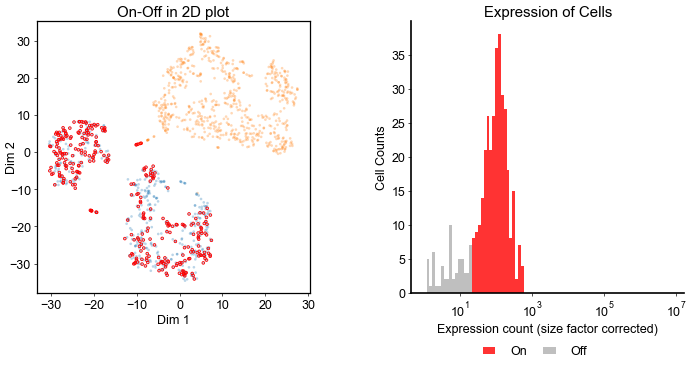 On-Off in 2D plot
Dim 2
30
20
10
0
−10
−20
−30
−30 −20 −10 0 10 20 30
Dim 1
Expression of Cells
Cell Counts
35
30
25
20
15
10
5
0
10^1 10^3 10^5 10^7
Expression count (size factor corrected)
On Off